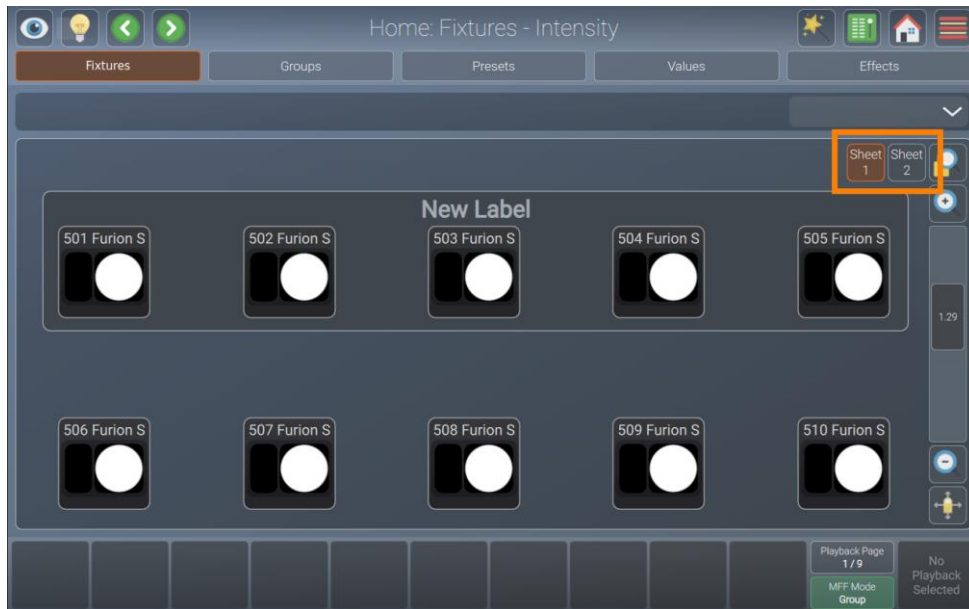 Home: Fixtures - Intensity
Fixtures Groups Presets Values Effects
Sheet 1 Sheet 2
New Label
501 Furion S 502 Furion S 503 Furion S 504 Furion S 505 Furion S
1.29
506 Furion S 507 Furion S 508 Furion S 509 Furion S 510 Furion S
Playback Page
1 / 9
MFF Mode
Group
No
Playback
Selected